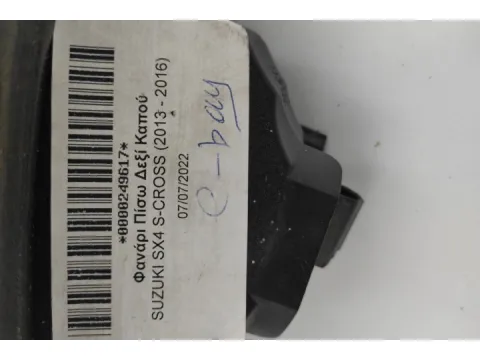 *0000249617*
Φανάρι Πίσω Δεξί Καπού
SUZUKI SX4 S-CROSS (2013 - 2016)
07/07/2022
e-bay